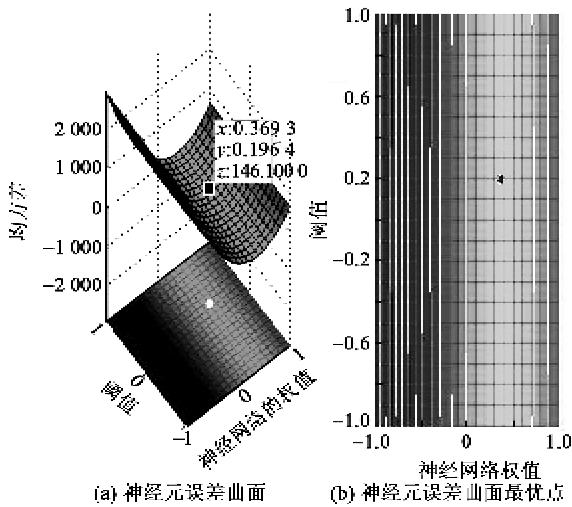 2 000
1 000
0
-1 000
-2 000
均方差
x:0.369 3
y:0.196 4
z:146.100 0
1
0
-1
1
0
阈值
神经网络的权值
(a) 神经元误差曲面
1.0
0.6
0.2
-0.2
-0.6
-1.0
阈值
-1.0
0
1.0
神经网络权值
(b) 神经元误差曲面最优点